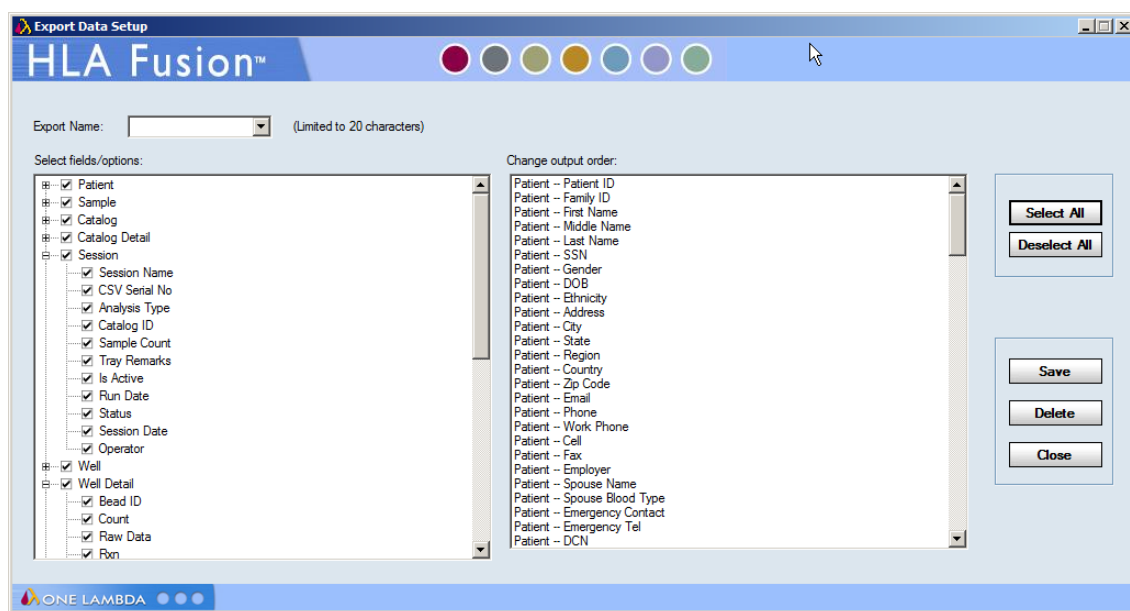 Export Data Setup
HLA Fusion™
Export Name:
(Limited to 20 characters)
Select fields/options:
Patient
Sample
Catalog
Catalog Detail
Session
Session Name
CSV Serial No
Analysis Type
Catalog ID
Sample Count
Tray Remarks
Is Active
Run Date
Status
Session Date
Operator
Well
Well Detail
Bead ID
Count
Raw Data
Rxn
Change output order:
Patient -- Patient ID
Patient -- Family ID
Patient -- First Name
Patient -- Middle Name
Patient -- Last Name
Patient -- SSN
Patient -- Gender
Patient -- DOB
Patient -- Ethnicity
Patient -- Address
Patient -- City
Patient -- State
Patient -- Region
Patient -- Country
Patient -- Zip Code
Patient -- Email
Patient -- Phone
Patient -- Work Phone
Patient -- Cell
Patient -- Fax
Patient -- Employer
Patient -- Spouse Name
Patient -- Spouse Blood Type
Patient -- Emergency Contact
Patient -- Emergency Tel
Patient -- DCN
Select All
Deselect All
Save
Delete
Close
ONE LAMBDA